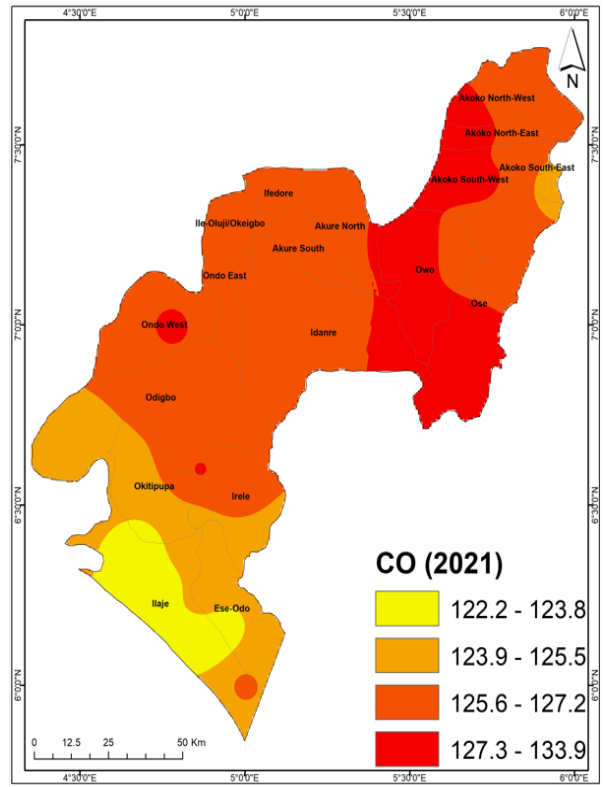 4°30'0"E 5°0'0"E 5°30'0"E 6°0'0"E
N
7°30'0"N 7°30'0"N
Akoko North-West
Akoko North-East
Akoko South-East
Akoko South-West
Ifedore
Ile-Oluji/Okeigbo
Akure North
Akure South
Owo
Ondo East
Ose
7°0'0"N 7°0'0"N
Ondo West
Idanre
Odigbo
Okitipupa
Irele
6°30'0"N 6°30'0"N
CO (2021)
Ilaje
Ese-Odo
122.2 - 123.8
123.9 - 125.5
6°0'0"N 6°0'0"N
125.6 - 127.2
127.3 - 133.9
0 12.5 25 50 Km
4°30'0"E 5°0'0"E 5°30'0"E 6°0'0"E